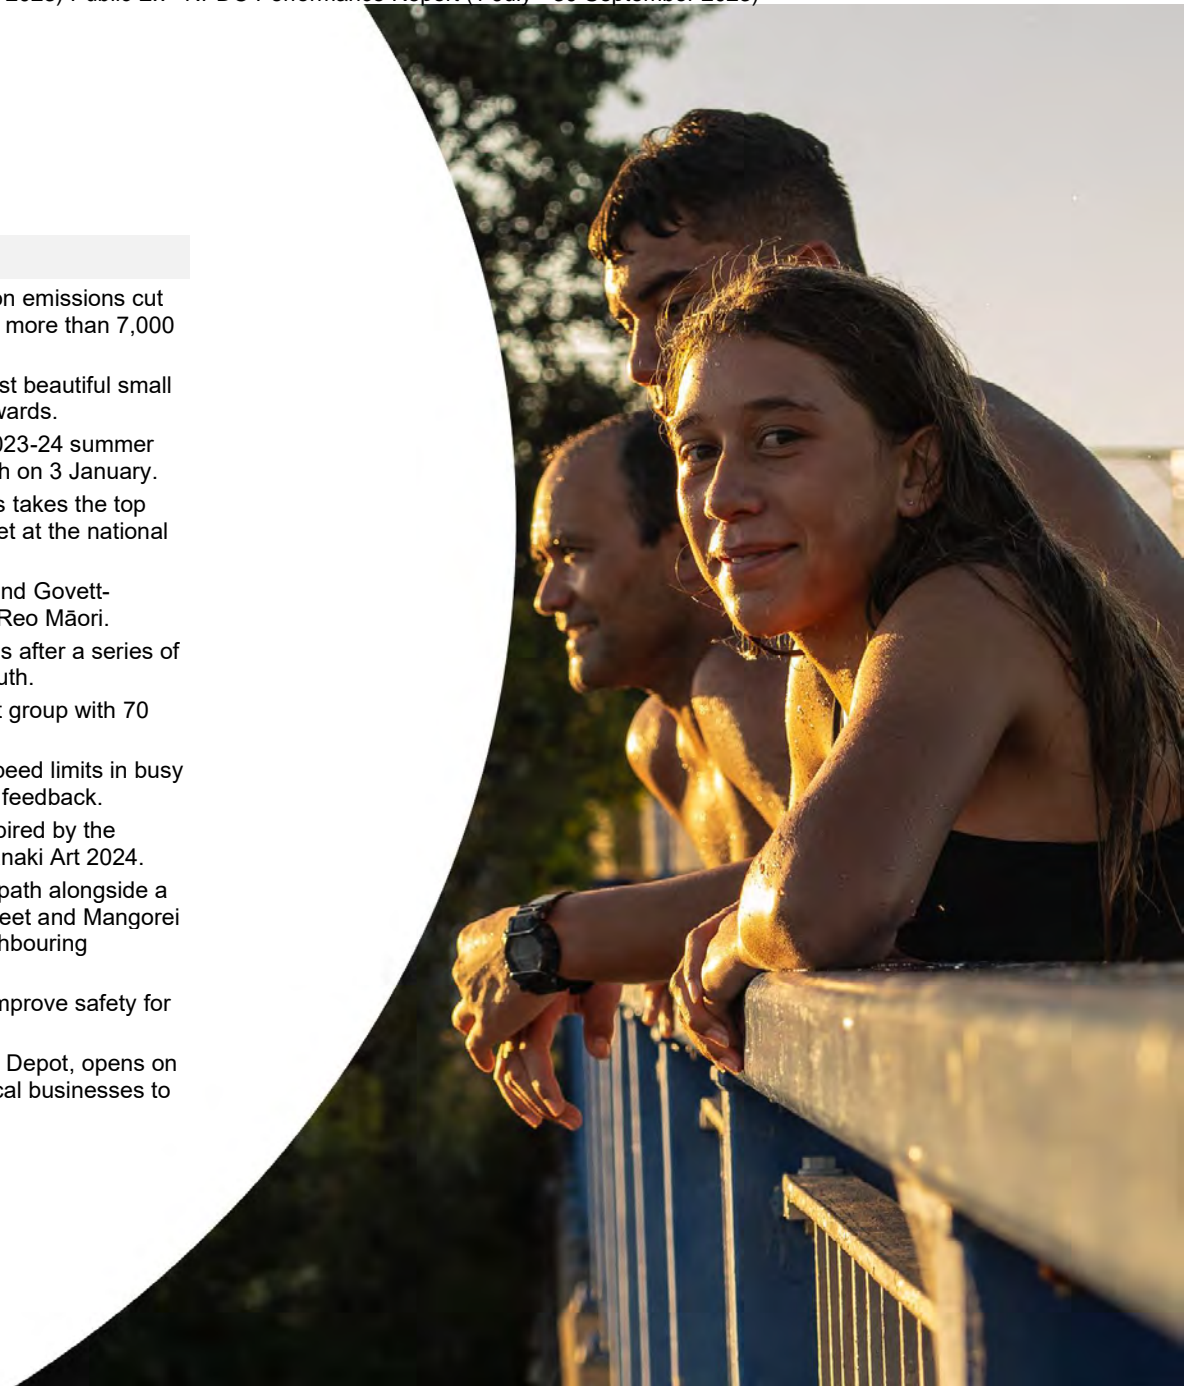 on emissions cut
more than 7,000
st beautiful small
wards.
023-24 summer
h on 3 January.
s takes the top
et at the national
nd Govett-
Reo Māori.
s after a series of
uth.
t group with 70
peed limits in busy
feedback.
pired by the
naki Art 2024.
path alongside a
eet and Mangorei
hbouring
mprove safety for
Depot, opens on
cal businesses to